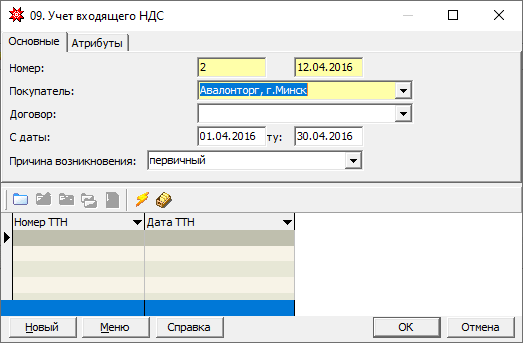 09. Учет входящего НДС
Основные Атрибуты
Номер: 2 12.04.2016
Покупатель: Авалонторг, г.Минск
Договор:
С даты: 01.04.2016 ту: 30.04.2016
Причина возникновения: первичный
Номер ТТН Дата ТТН
Новый Меню Справка ОК Отмена